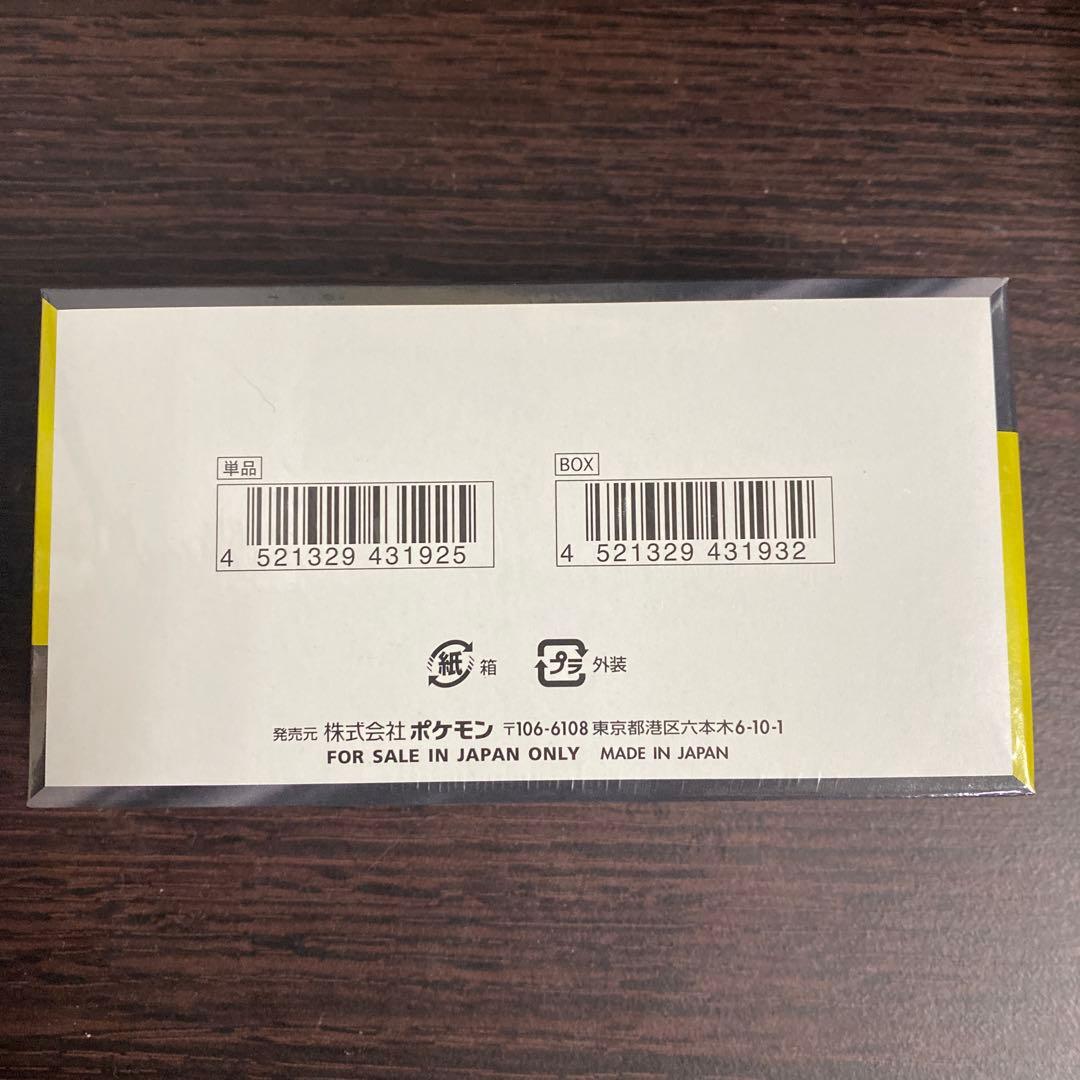 単品
4 521329 431925
BOX
4 521329 431932
紙 箱
プラ 外装
発売元 株式会社 ポケモン 〒106-6108 東京都港区六本木6-10-1
FOR SALE IN JAPAN ONLY MADE IN JAPAN